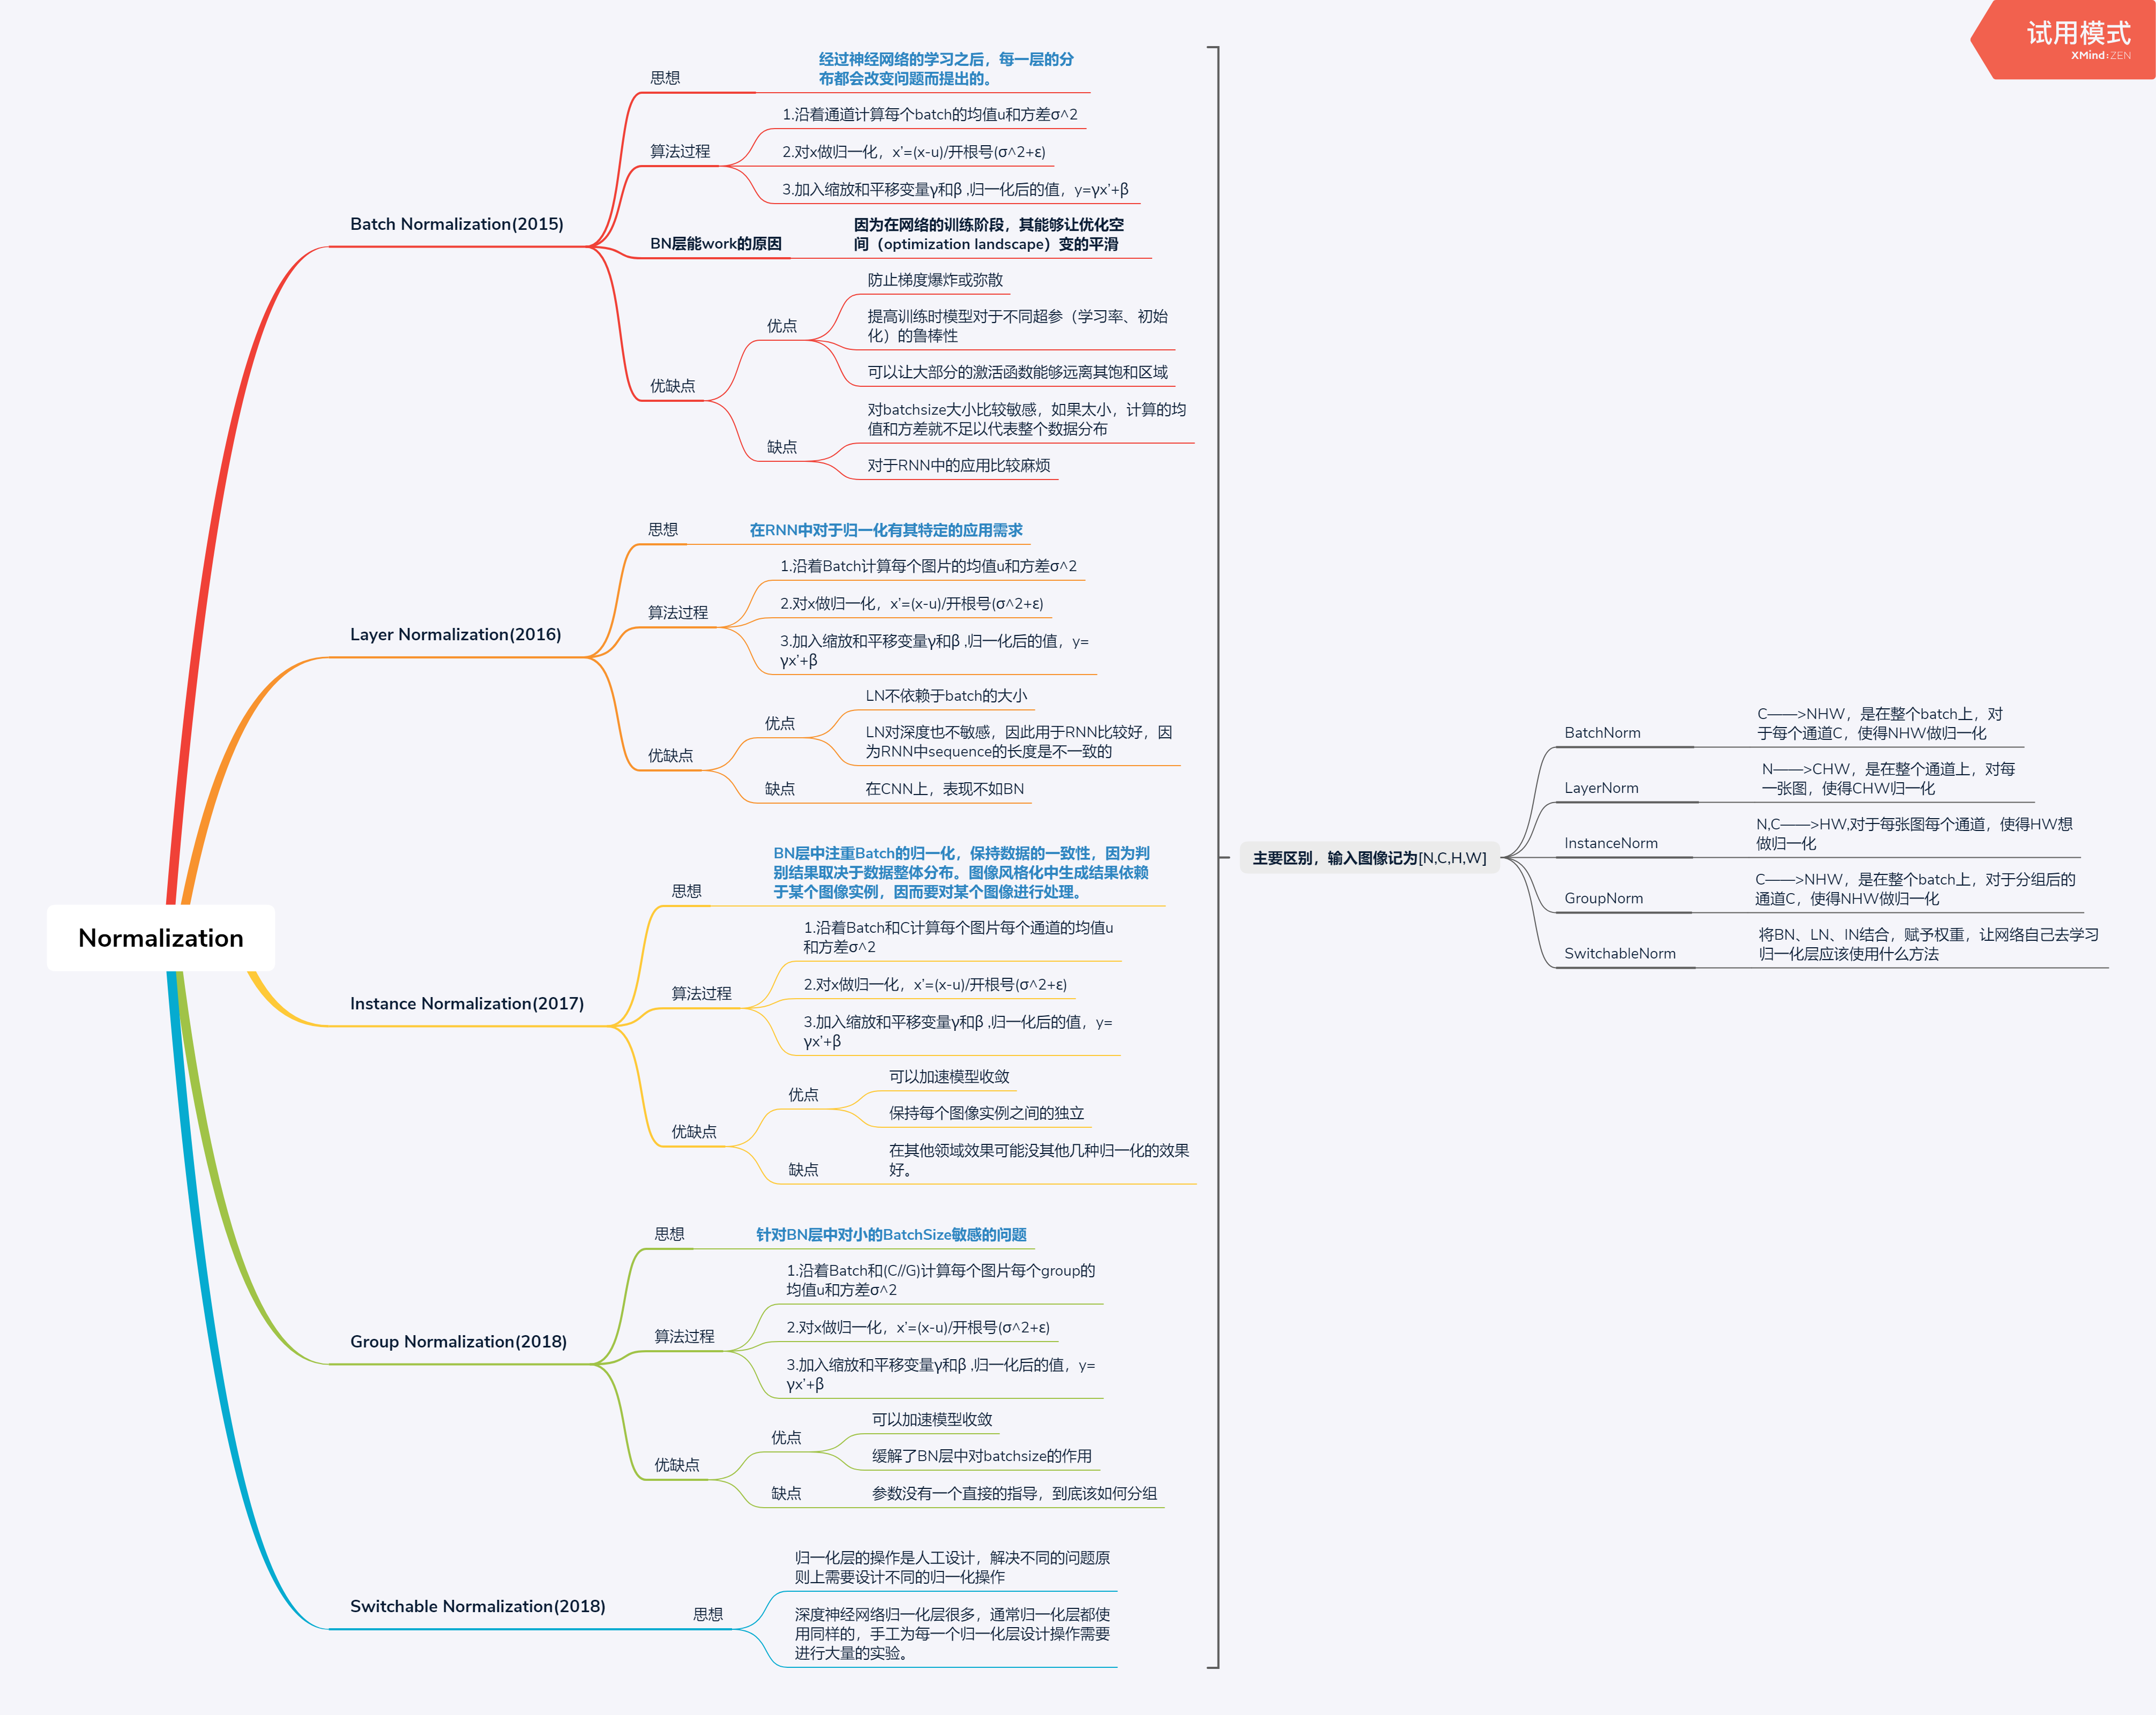 试用模式
XMind:ZEN
Normalization
Batch Normalization(2015)
思想
经过神经网络的学习之后，每一层的分
布都会改变问题而提出的。
算法过程
1.沿着通道计算每个batch的均值u和方差σ^2
2.对x做归一化，x’=(x-u)/开根号(σ^2+ε)
3.加入缩放和平移变量γ和β ,归一化后的值，y=γx’+β
BN层能work的原因
因为在网络的训练阶段，其能够让优化空
间（optimization landscape）变的平滑
优缺点
优点
防止梯度爆炸或弥散
提高训练时模型对于不同超参（学习率、初始
化）的鲁棒性
可以让大部分的激活函数能够远离其饱和区域
缺点
对batchsize大小比较敏感，如果太小，计算的均
值和方差就不足以代表整个数据分布
对于RNN中的应用比较麻烦
Layer Normalization(2016)
思想
在RNN中对于归一化有其特定的应用需求
算法过程
1.沿着Batch计算每个图片的均值u和方差σ^2
2.对x做归一化，x’=(x-u)/开根号(σ^2+ε)
3.加入缩放和平移变量γ和β ,归一化后的值，y=
γx’+β
优缺点
优点
LN不依赖于batch的大小
LN对深度也不敏感，因此用于RNN比较好，因
为RNN中sequence的长度是不一致的
缺点
在CNN上，表现不如BN
Instance Normalization(2017)
思想
BN层中注重Batch的归一化，保持数据的一致性，因为判
别结果取决于数据整体分布。图像风格化中生成结果依赖
于某个图像实例，因而要对某个图像进行处理。
算法过程
1.沿着Batch和C计算每个图片每个通道的均值u
和方差σ^2
2.对x做归一化，x’=(x-u)/开根号(σ^2+ε)
3.加入缩放和平移变量γ和β ,归一化后的值，y=
γx’+β
优缺点
优点
可以加速模型收敛
保持每个图像实例之间的独立
缺点
在其他领域效果可能没其他几种归一化的效果
好。
Group Normalization(2018)
思想
针对BN层中对小的BatchSize敏感的问题
算法过程
1.沿着Batch和(C//G)计算每个图片每个group的
均值u和方差σ^2
2.对x做归一化，x’=(x-u)/开根号(σ^2+ε)
3.加入缩放和平移变量γ和β ,归一化后的值，y=
γx’+β
优缺点
优点
可以加速模型收敛
缓解了BN层中对batchsize的作用
缺点
参数没有一个直接的指导，到底该如何分组
Switchable Normalization(2018)
思想
归一化层的操作是人工设计，解决不同的问题原
则上需要设计不同的归一化操作
深度神经网络归一化层很多，通常归一化层都使
用同样的，手工为每一个归一化层设计操作需要
进行大量的实验。
主要区别，输入图像记为[N,C,H,W]
BatchNorm
C——>NHW，是在整个batch上，对
于每个通道C，使得NHW做归一化
LayerNorm
N——>CHW，是在整个通道上，对每
一张图，使得CHW归一化
InstanceNorm
N,C——>HW,对于每张图每个通道，使得HW想
做归一化
GroupNorm
C——>NHW，是在整个batch上，对于分组后的
通道C，使得NHW做归一化
SwitchableNorm
将BN、LN、IN结合，赋予权重，让网络自己去学习
归一化层应该使用什么方法